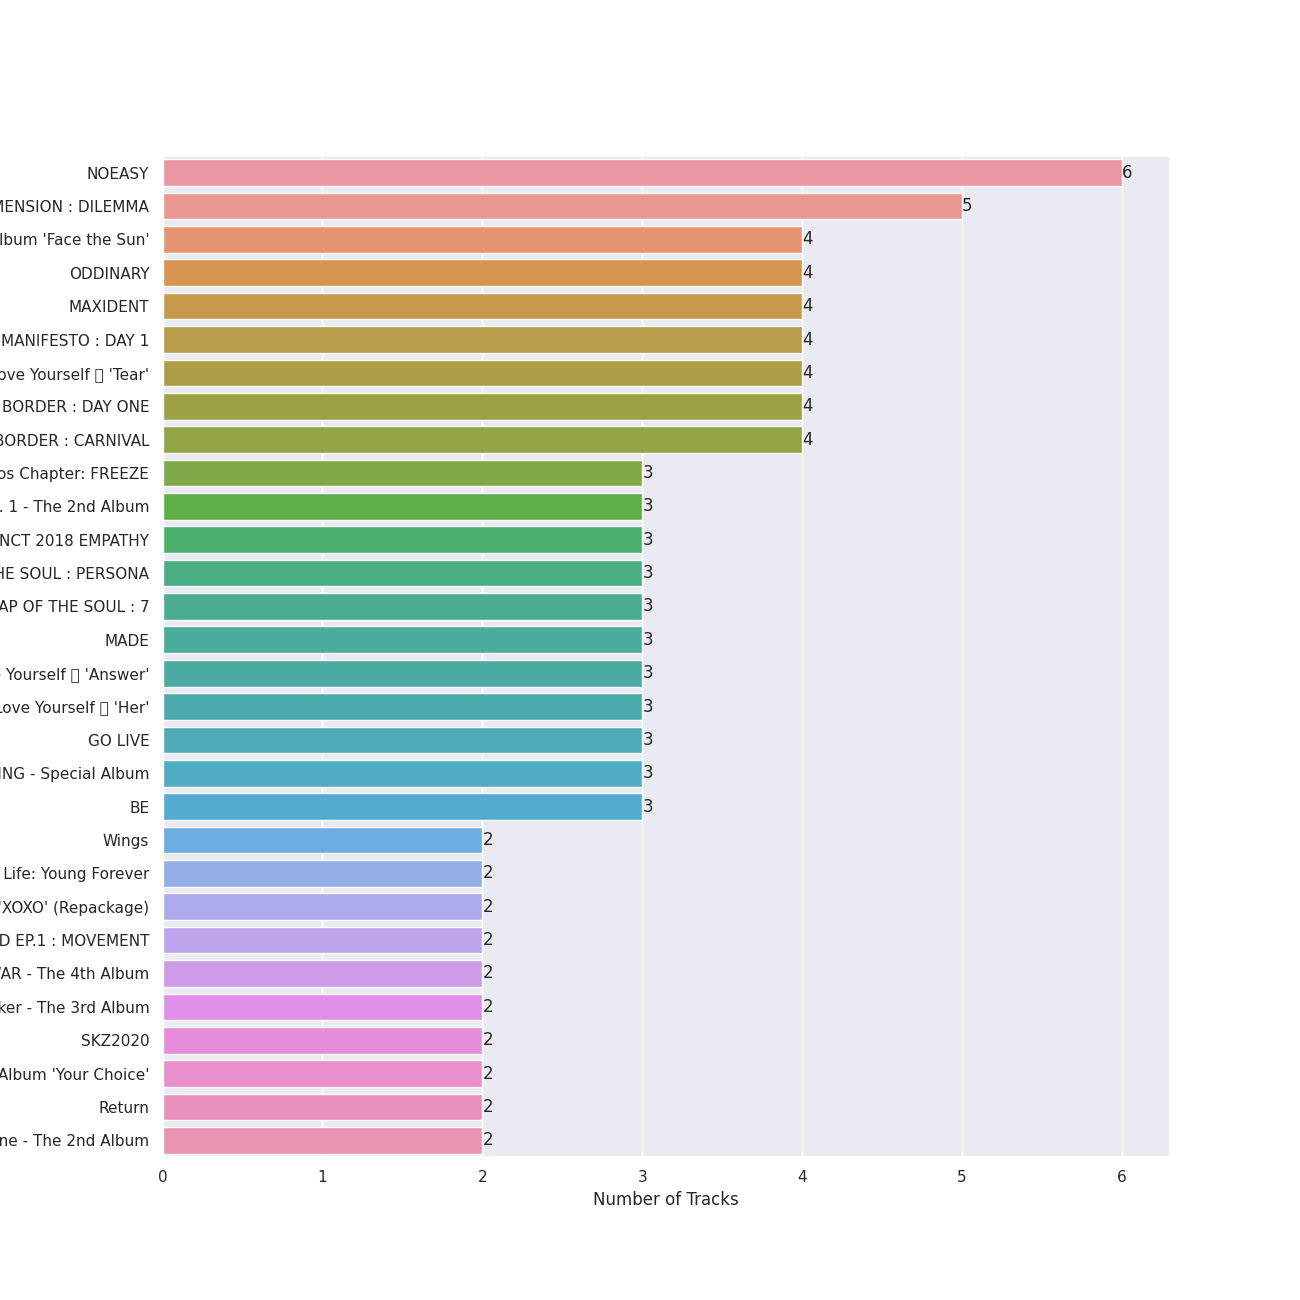 NOEASY 6
MENSION : DILEMMA 5
lbum 'Face the Sun' 4
ODDINARY 4
MAXIDENT 4
MANIFESTO : DAY 1 4
ove Yourself 'Tear' 4
BORDER : DAY ONE 4
BORDER : CARNIVAL 4
os Chapter: FREEZE 3
. 1 - The 2nd Album 3
NCT 2018 EMPATHY 3
HE SOUL : PERSONA 3
AP OF THE SOUL : 7 3
MADE 3
Yourself 'Answer' 3
Love Yourself 'Her' 3
GO LIVE 3
ING - Special Album 3
BE 3
Wings 2
Life: Young Forever 2
'XOXO' (Repackage) 2
D EP.1 : MOVEMENT 2
AR - The 4th Album 2
ker - The 3rd Album 2
SKZ2020 2
Album 'Your Choice' 2
Return 2
ne - The 2nd Album 2
0 1 2 3 4 5 6
Number of Tracks